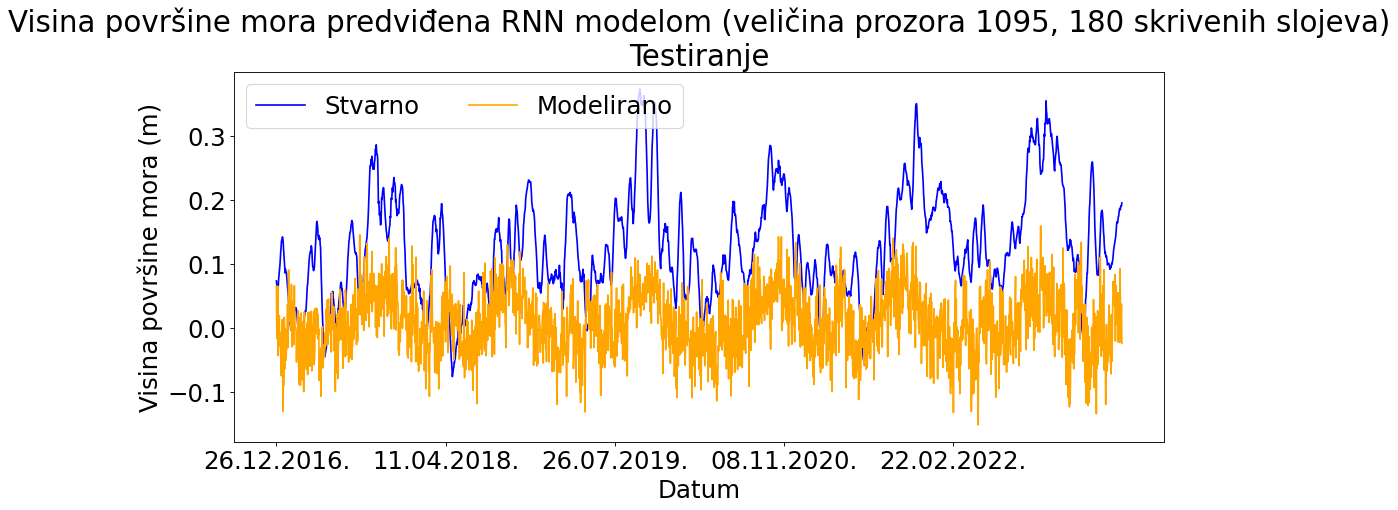 Visina površine mora predviđena RNN modelom (veličina prozora 1095, 180 skrivenih slojeva)
Testiranje
Stvarno Modelirano
Visina površine mora (m)
0.3
0.2
0.1
0.0
−0.1
26.12.2016. 11.04.2018. 26.07.2019. 08.11.2020. 22.02.2022.
Datum